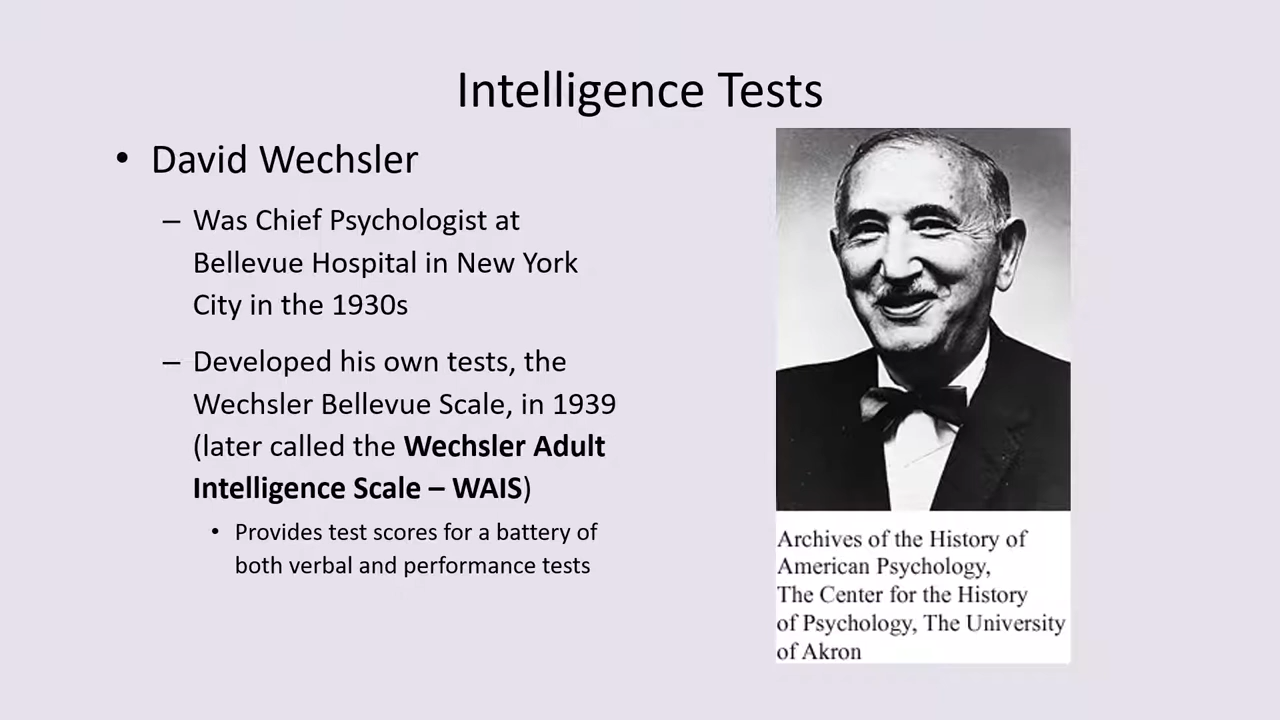 Intelligence Tests
• David Wechsler
– Was Chief Psychologist at
Bellevue Hospital in New York
City in the 1930s
– Developed his own tests, the
Wechsler Bellevue Scale, in 1939
(later called the Wechsler Adult
Intelligence Scale – WAIS)
• Provides test scores for a battery of
both verbal and performance tests
Archives of the History of
American Psychology,
The Center for the History
of Psychology, The University
of Akron